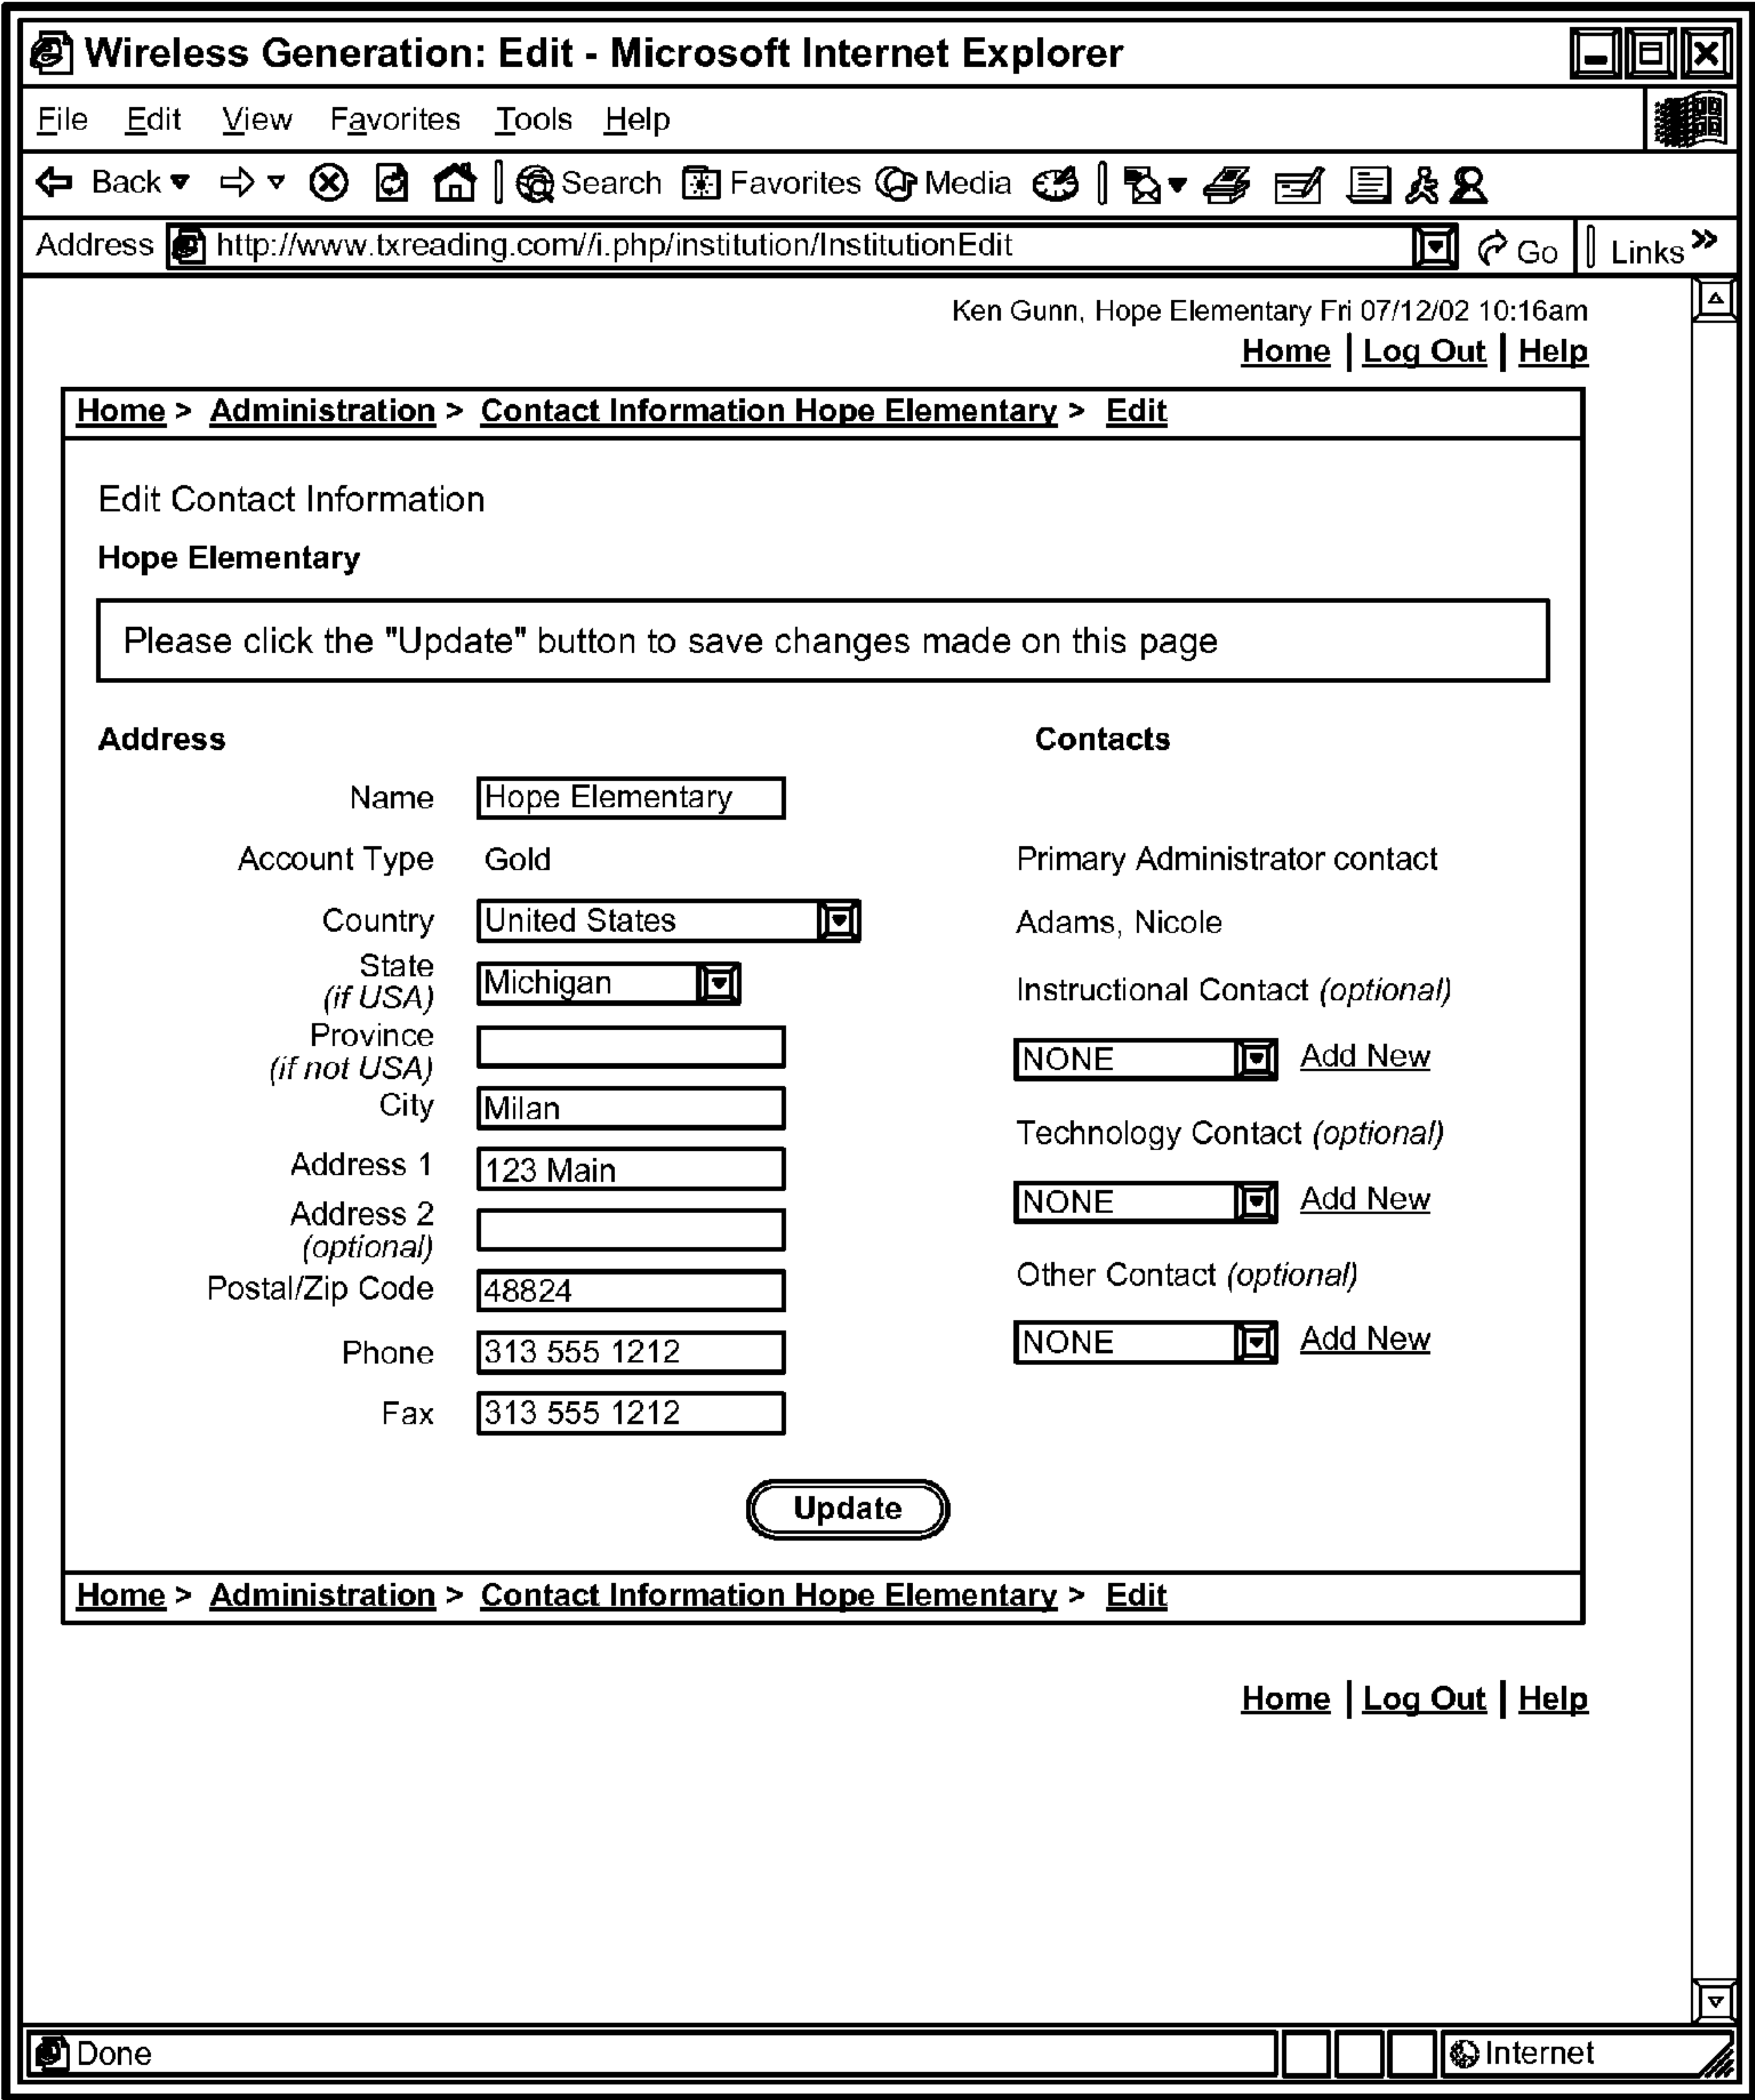 Wireless Generation: Edit - Microsoft Internet Explorer
File Edit View Favorites Tools Help
Back Search Favorites Media
Address http://www.txreading.com//i.php/institution/InstitutionEdit Go Links »
Ken Gunn, Hope Elementary Fri 07/12/02 10:16am
Home | Log Out | Help
Home > Administration > Contact Information Hope Elementary > Edit
Edit Contact Information
Hope Elementary
Please click the "Update" button to save changes made on this page
Address
Name Hope Elementary
Account Type Gold
Country United States
State
(if USA) Michigan
Province
(if not USA)
City Milan
Address 1 123 Main
Address 2
(optional)
Postal/Zip Code 48824
Phone 313 555 1212
Fax 313 555 1212
Contacts
Primary Administrator contact
Adams, Nicole
Instructional Contact (optional)
NONE Add New
Technology Contact (optional)
NONE Add New
Other Contact (optional)
NONE Add New
Update
Home > Administration > Contact Information Hope Elementary > Edit
Home | Log Out | Help
Done Internet